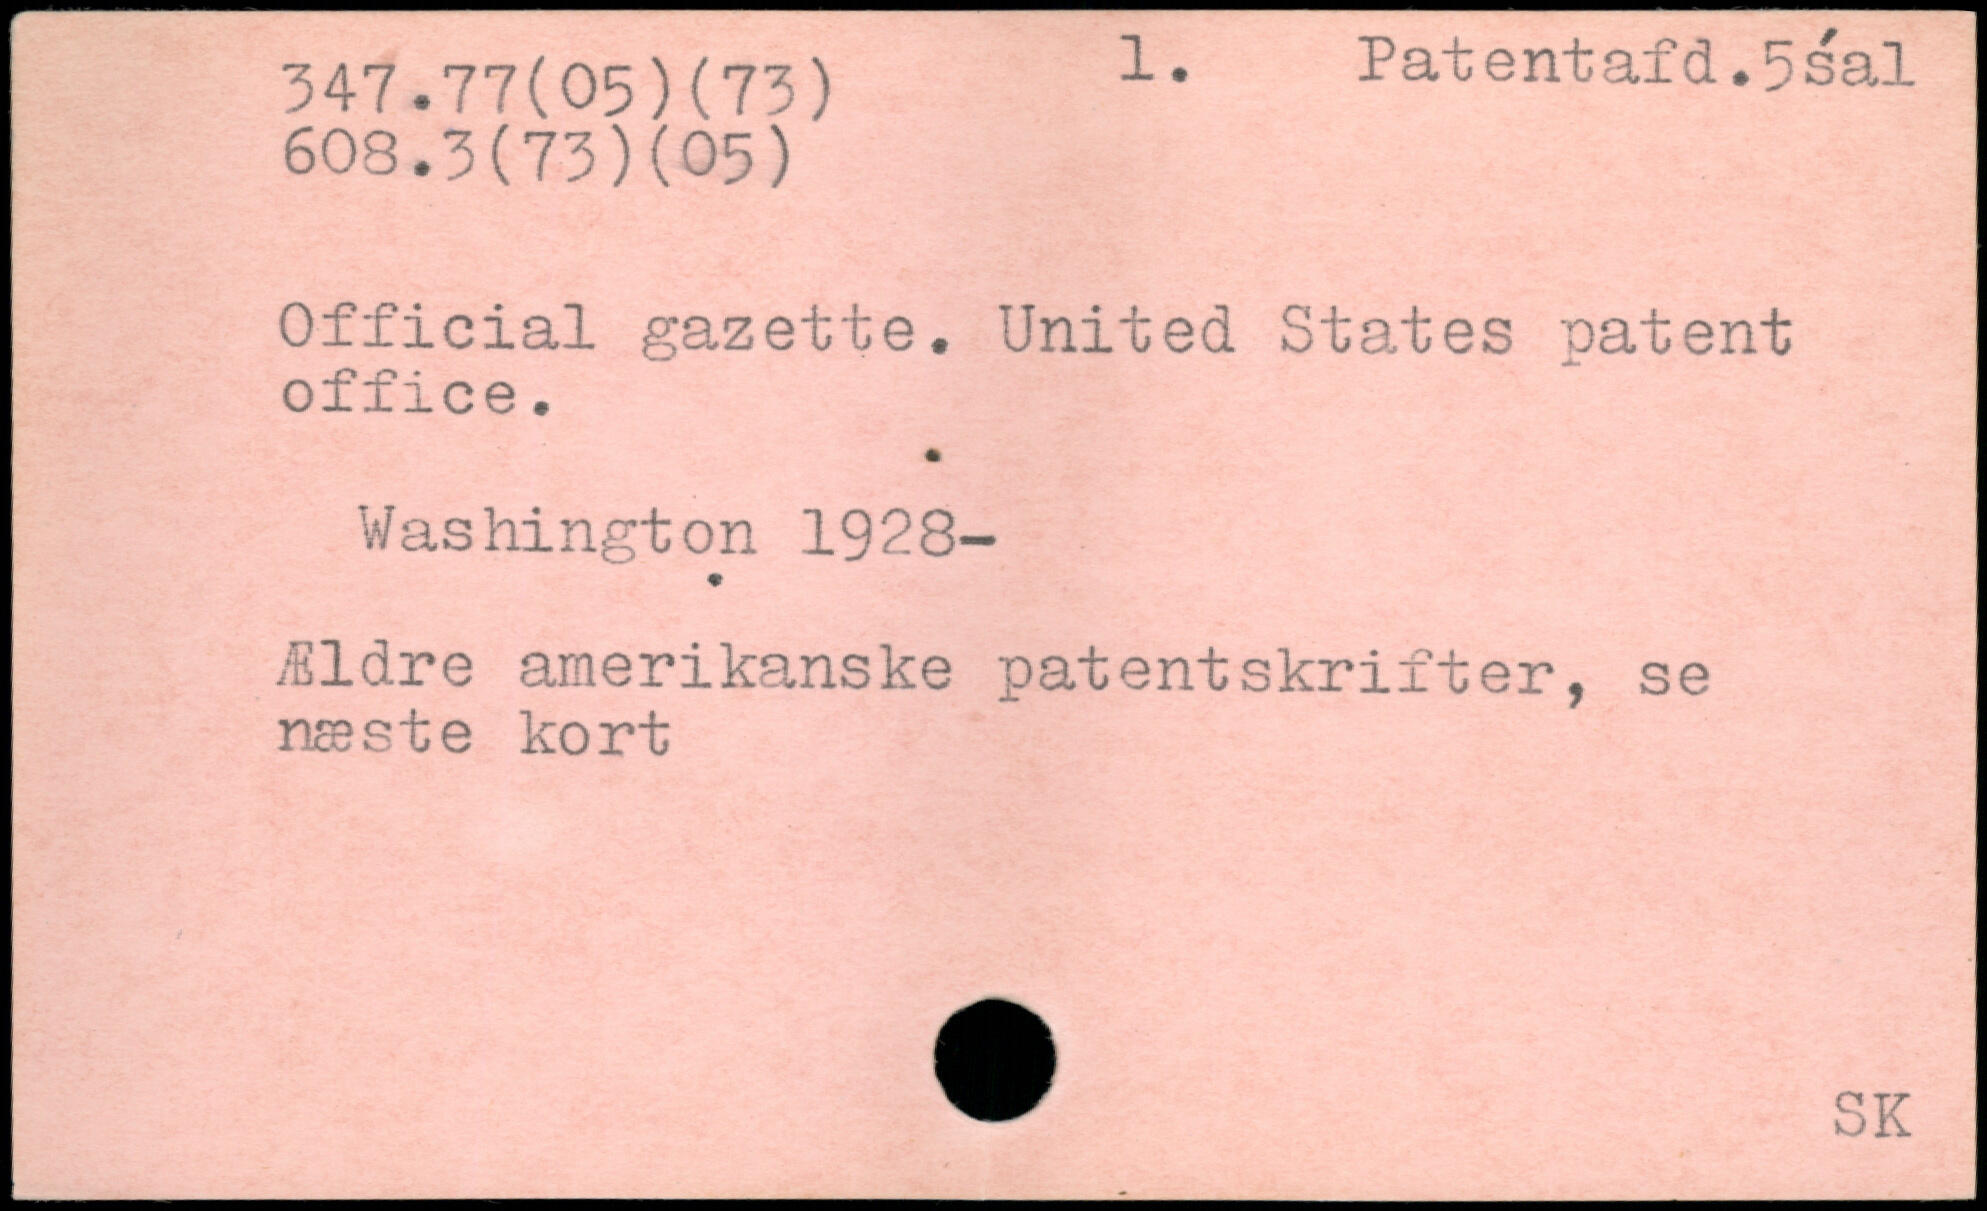 347.77(05)(73)
608.3(73)(05)
1. Patentafd.5śal
Official gazette. United States patent
office.
Washington 1928-
Ældre amerikanske patentskrifter, se
næste kort
SK